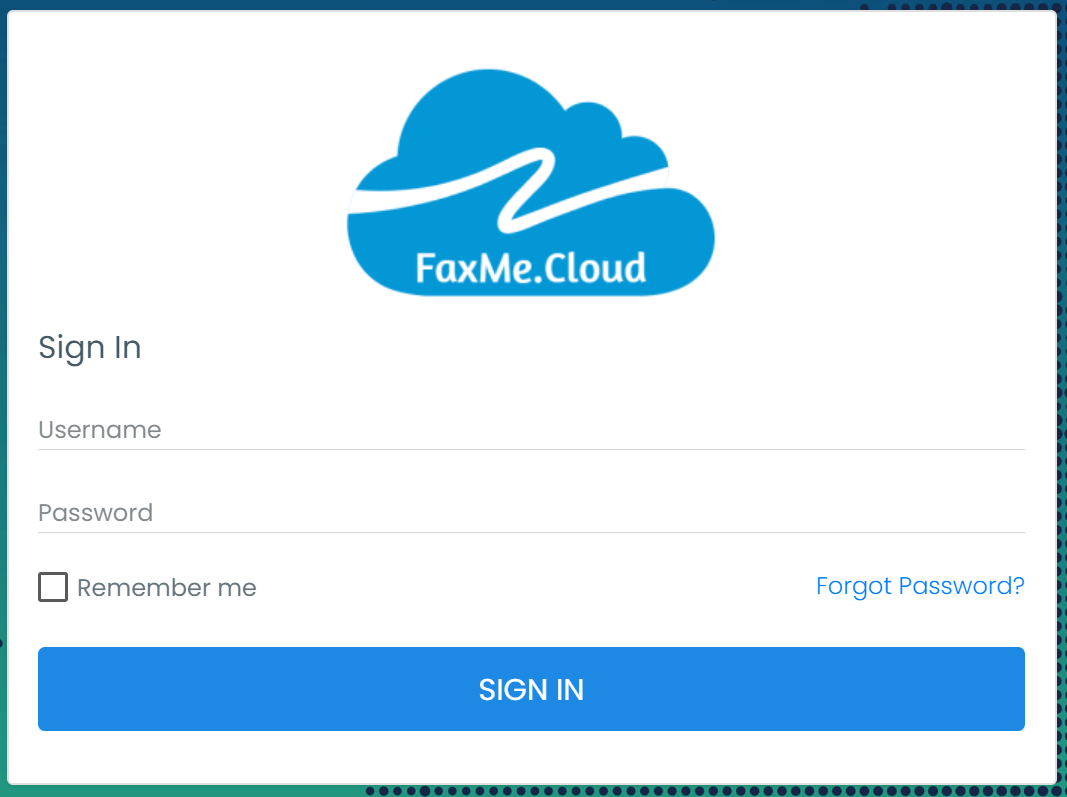 FaxMe.Cloud
Sign In
Username
Password
Remember me
Forgot Password?
SIGN IN